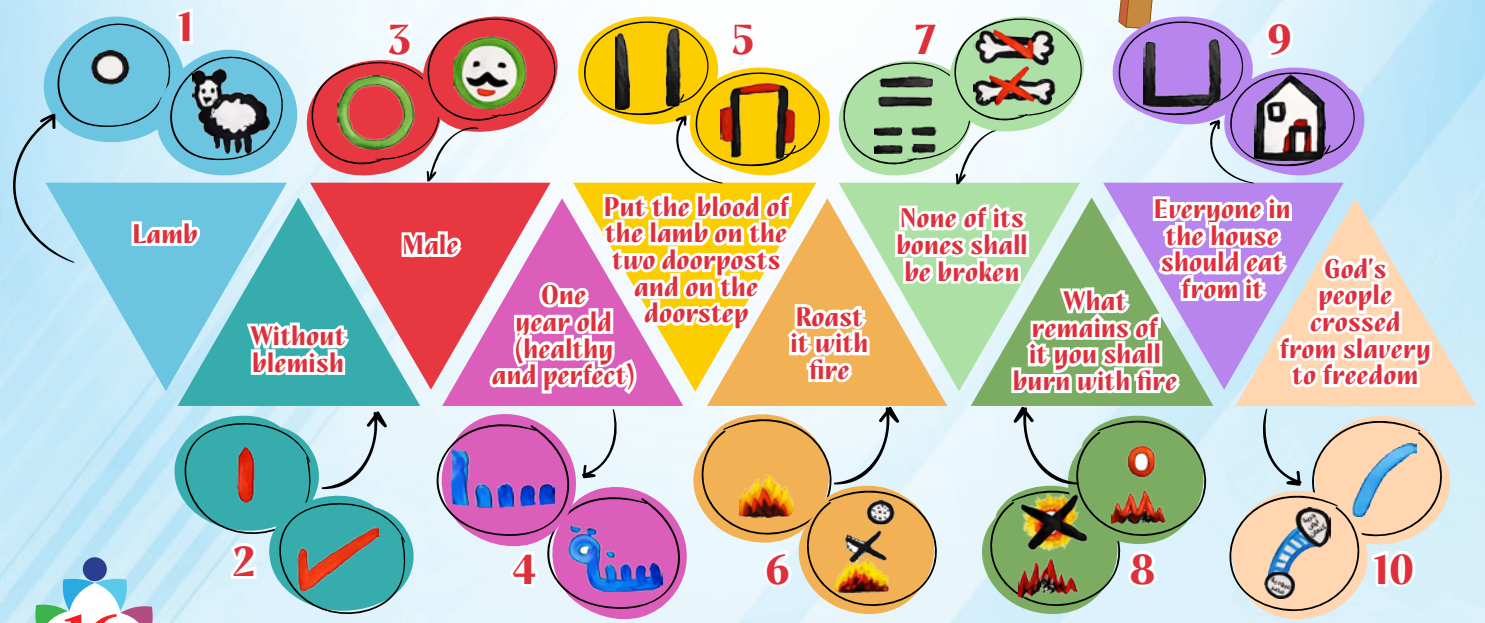 1
Lamb
2
Without
blemish
3
Male
4
One
year old
(healthy
and perfect)
5
Put the blood of
the lamb on the
two doorposts
and on the
doorstep
6
Roast
it with
fire
7
None of its
bones shall
be broken
8
What
remains of
it you shall
burn with fire
9
Everyone in
the house
should eat
from it
10
God's
people
crossed
from slavery
to freedom
16